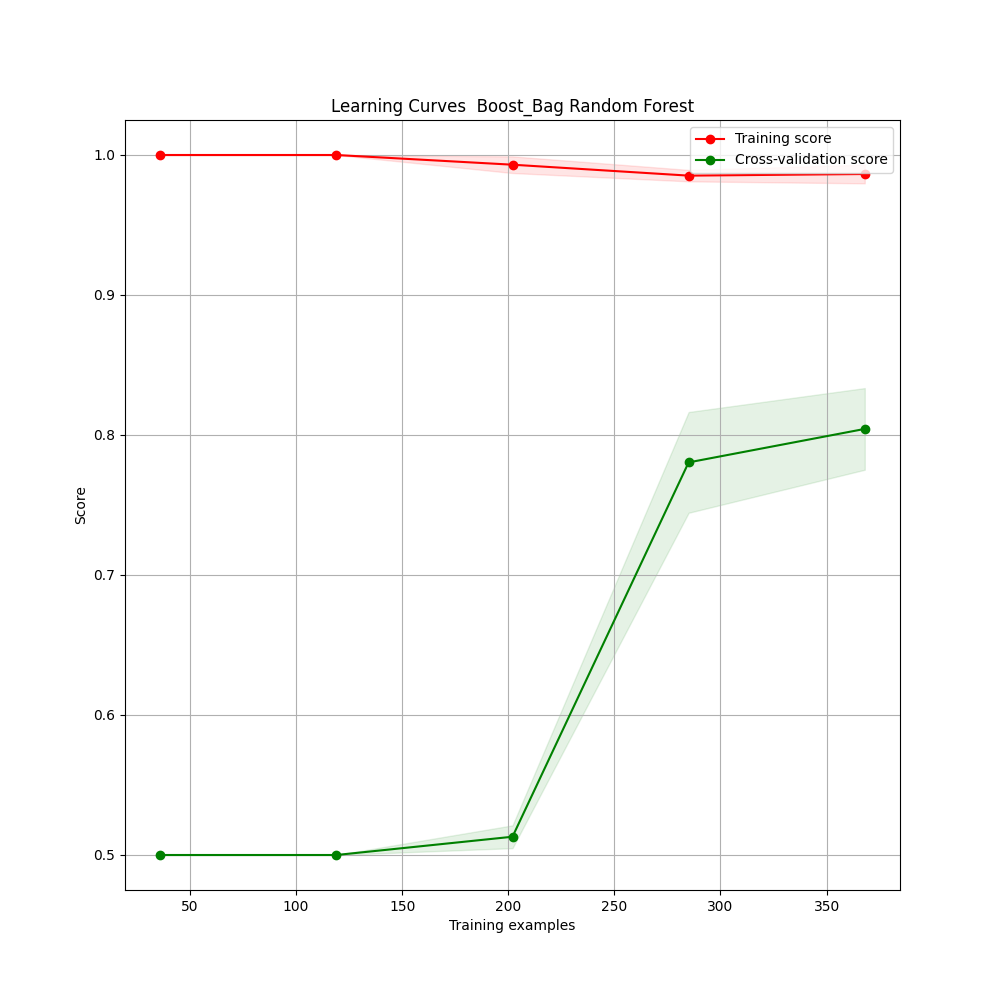 Learning Curves  Boost_Bag Random Forest
Training score
Cross-validation score
Score
1.0
0.9
0.8
0.7
0.6
0.5
50 100 150 200 250 300 350
Training examples